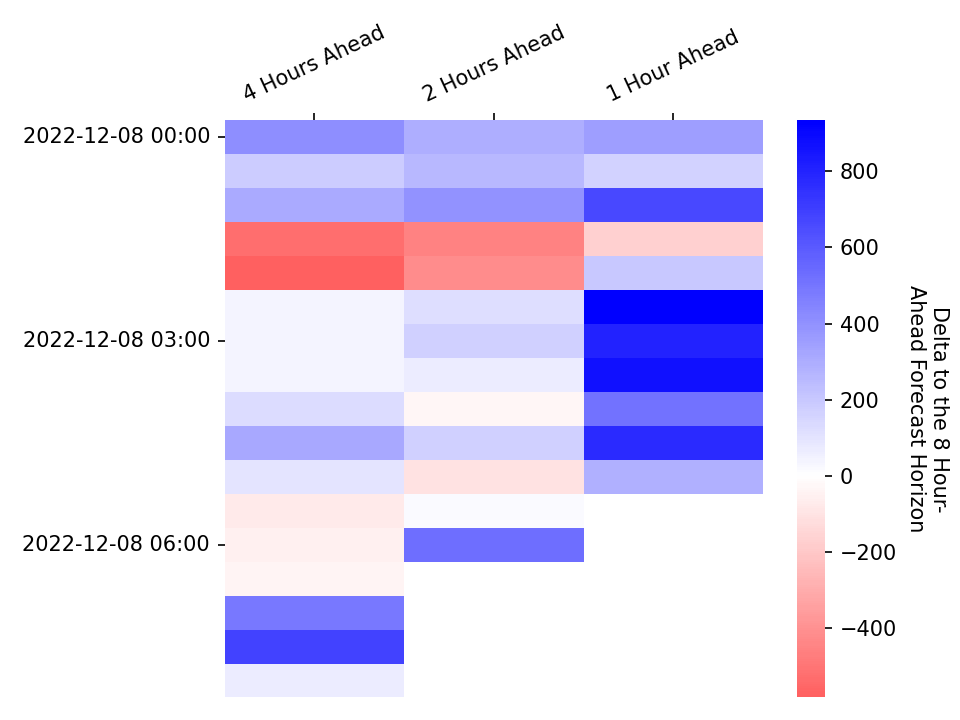 4 Hours Ahead
2 Hours Ahead
1 Hour Ahead
2022-12-08 00:00
2022-12-08 03:00
2022-12-08 06:00
800
600
400
200
0
−200
−400
Delta to the 8 Hour-
Ahead Forecast Horizon